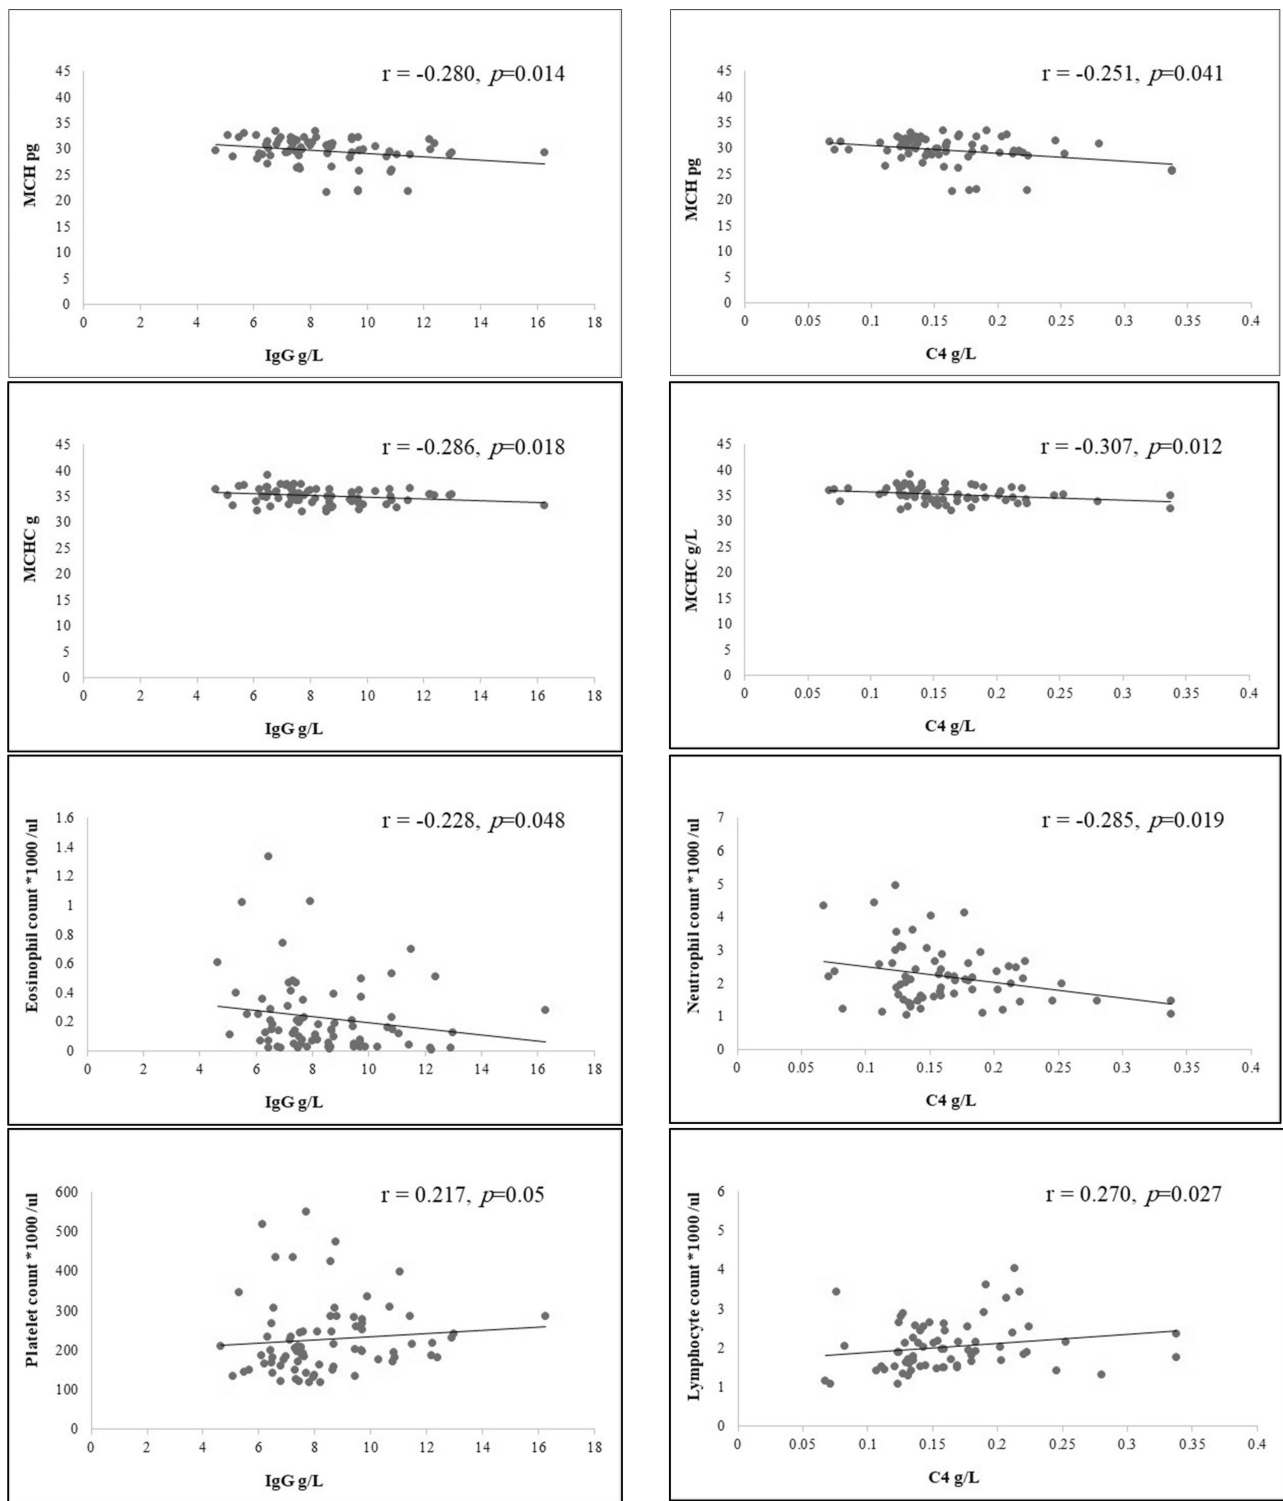 r = -0.280, p=0.014
MCH pg
45
40
35
30
25
20
15
10
5
0
0 2 4 6 8 10 12 14 16 18
IgG g/L
r = -0.251, p=0.041
MCH pg
45
40
35
30
25
20
15
10
5
0
0 0.05 0.1 0.15 0.2 0.25 0.3 0.35 0.4
C4 g/L
r = -0.286, p=0.018
MCHC g
45
40
35
30
25
20
15
10
5
0
0 2 4 6 8 10 12 14 16 18
IgG g/L
r = -0.307, p=0.012
MCHC g/L
45
40
35
30
25
20
15
10
5
0
0 0.05 0.1 0.15 0.2 0.25 0.3 0.35 0.4
C4 g/L
r = -0.228, p=0.048
Eosinophil count *1000 /ul
1.6
1.4
1.2
1
0.8
0.6
0.4
0.2
0
0 2 4 6 8 10 12 14 16 18
IgG g/L
r = -0.285, p=0.019
Neutrophil count *1000 /ul
7
6
5
4
3
2
1
0
0 0.05 0.1 0.15 0.2 0.25 0.3 0.35 0.4
C4 g/L
r = 0.217, p=0.05
Platelet count *1000 /ul
600
500
400
300
200
100
0
0 2 4 6 8 10 12 14 16 18
IgG g/L
r = 0.270, p=0.027
Lymphocyte count *1000 /ul
6
5
4
3
2
1
0
0 0.05 0.1 0.15 0.2 0.25 0.3 0.35 0.4
C4 g/L